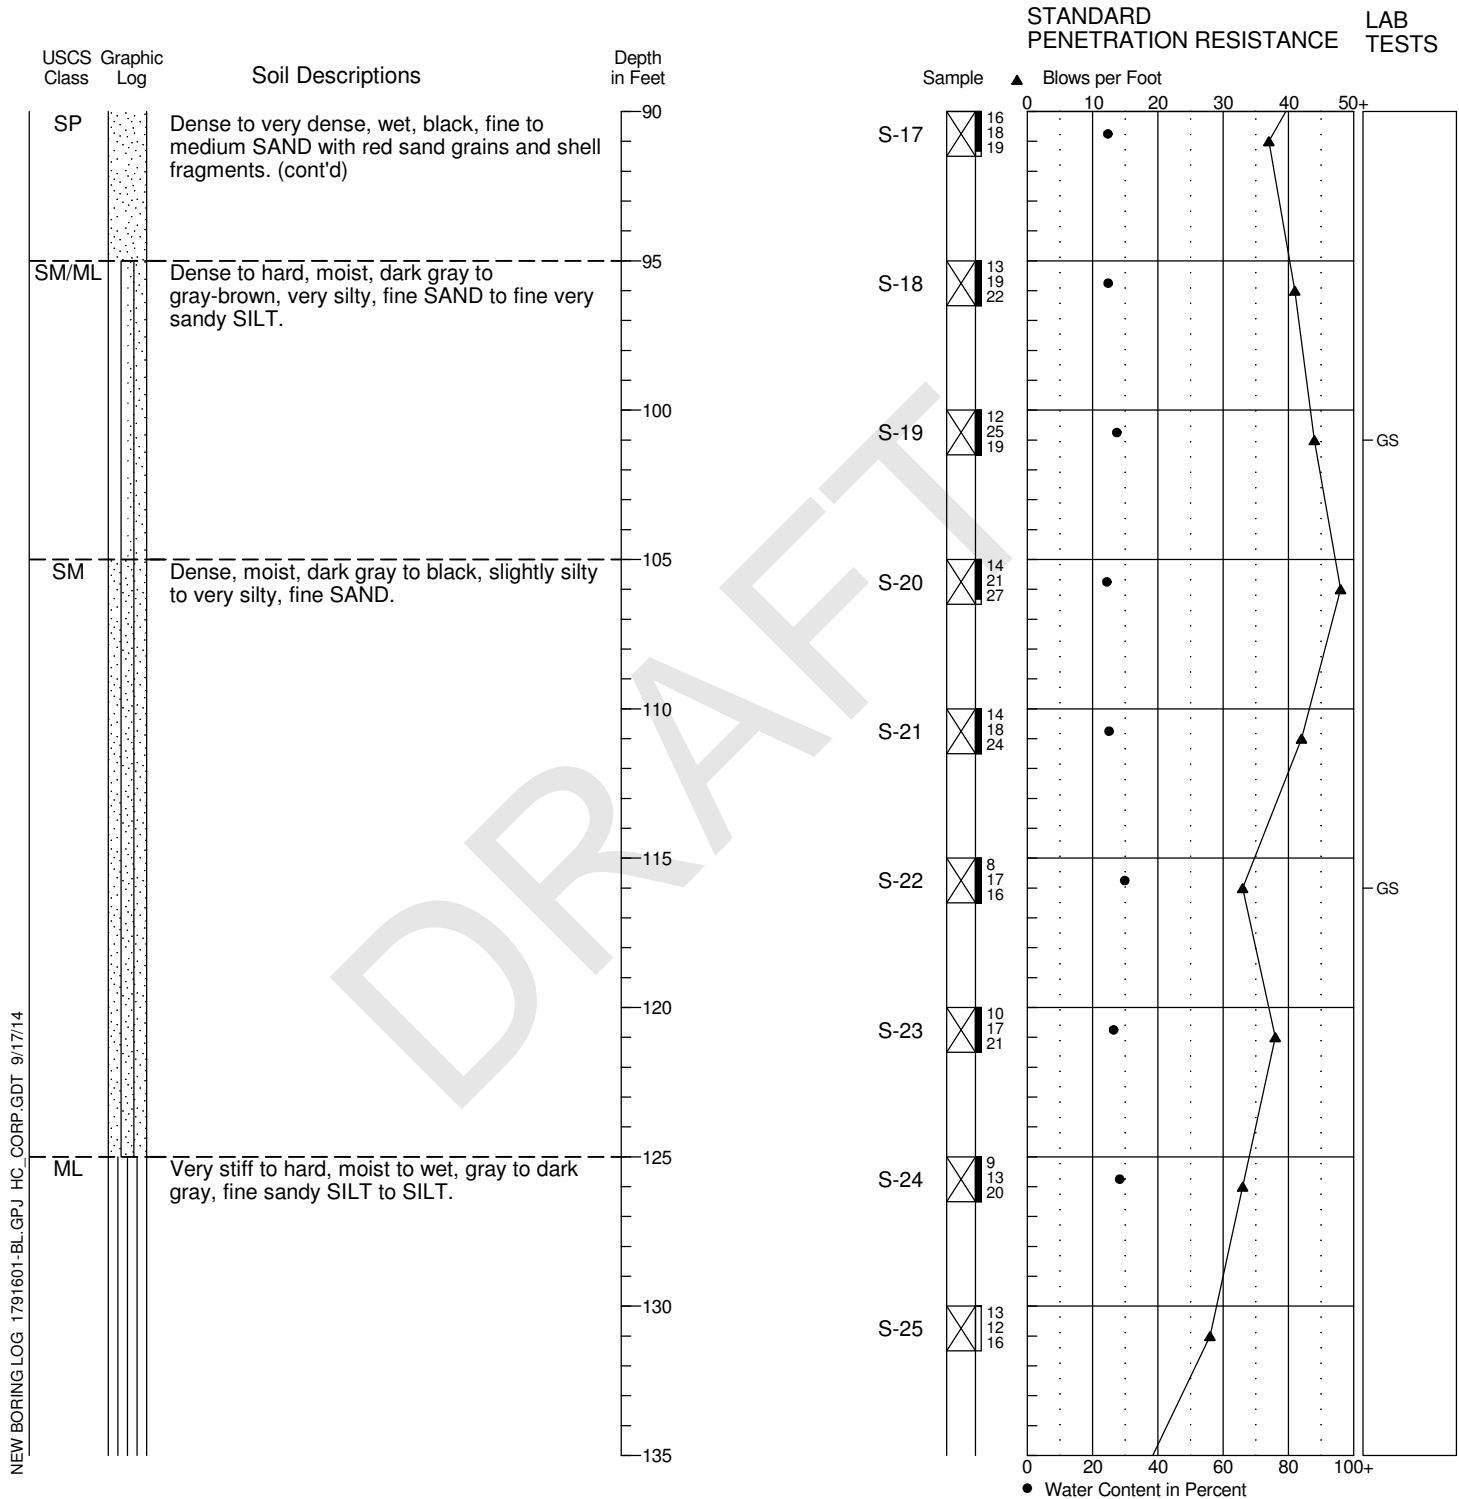 STANDARD
PENETRATION RESISTANCE
LAB
TESTS
USCS Class
Graphic Log
Soil Descriptions
Depth in Feet
Sample
▲ Blows per Foot
0 10 20 30 40 50+
SP
Dense to very dense, wet, black, fine to
medium SAND with red sand grains and shell
fragments. (cont'd)
90
S-17
16
18
19
SM/ML
Dense to hard, moist, dark gray to
gray-brown, very silty, fine SAND to fine very
sandy SILT.
95
S-18
13
19
22
100
S-19
12
25
19
GS
SM
Dense, moist, dark gray to black, slightly silty
to very silty, fine SAND.
105
S-20
14
21
27
110
S-21
14
18
24
115
S-22
8
17
16
GS
120
S-23
10
17
21
ML
Very stiff to hard, moist to wet, gray to dark
gray, fine sandy SILT to SILT.
125
S-24
9
13
20
130
S-25
13
12
16
135
0 20 40 60 80 100+
● Water Content in Percent
DRAFT
NEW BORING LOG 1791601-BL.GPJ HC_CORP.GDT 9/17/14